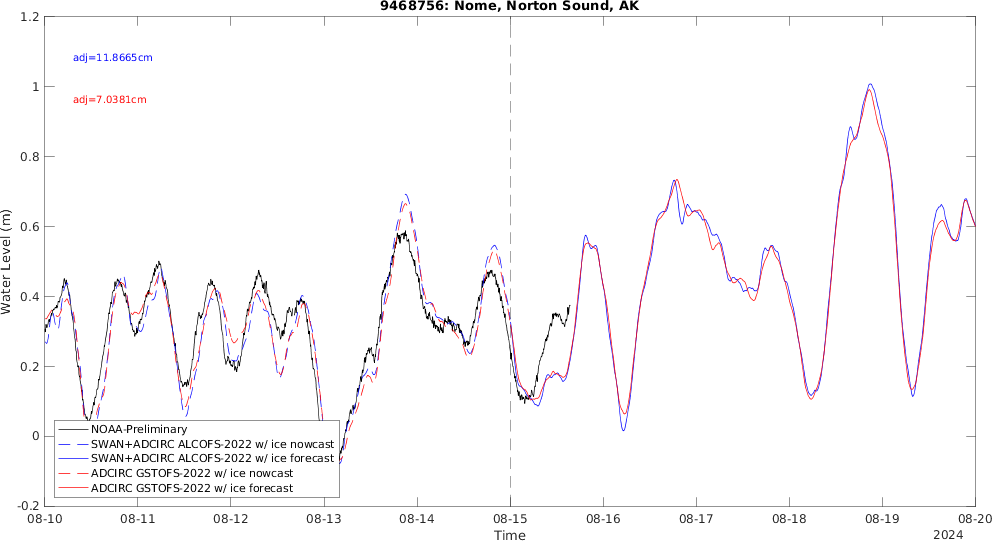 9468756: Nome, Norton Sound, AK
1.2
adj=11.8665cm
1
adj=7.0381cm
0.8
0.6
Water Level (m)
0.4
0.2
0
-0.2
NOAA-Preliminary
SWAN+ADCIRC ALCOFS-2022 w/ ice nowcast
SWAN+ADCIRC ALCOFS-2022 w/ ice forecast
ADCIRC GSTOFS-2022 w/ ice nowcast
ADCIRC GSTOFS-2022 w/ ice forecast
08-10 08-11 08-12 08-13 08-14 08-15 08-16 08-17 08-18 08-19 08-20
Time
2024